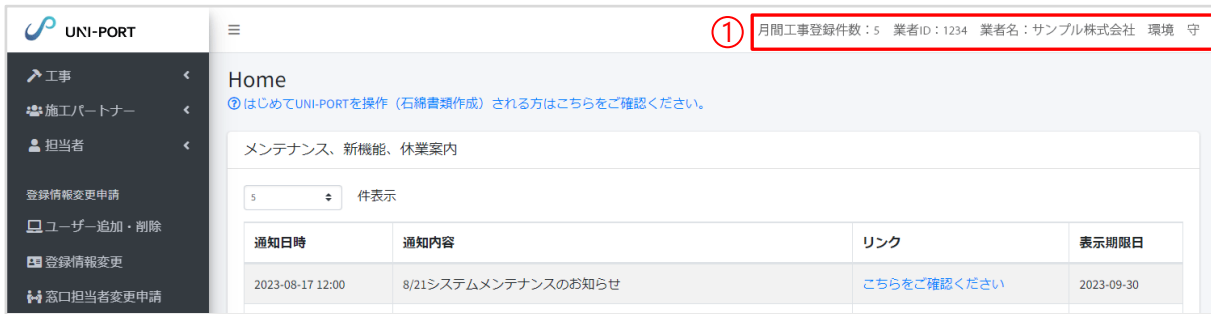 UNI-PORT
① 月間工事登録件数：5 業者ID：1234 業者名：サンプル株式会社 環境 守
工事
施工パートナー
担当者
登録情報変更申請
ユーザー追加・削除
登録情報変更
窓口担当者変更申請
Home
はじめてUNI-PORTを操作（石綿書類作成）される方はこちらをご確認ください。
メンテナンス、新機能、休業案内
5 件表示
通知日時 通知内容 リンク 表示期限日
2023-08-17 12:00 8/21システムメンテナンスのお知らせ こちらをご確認ください 2023-09-30